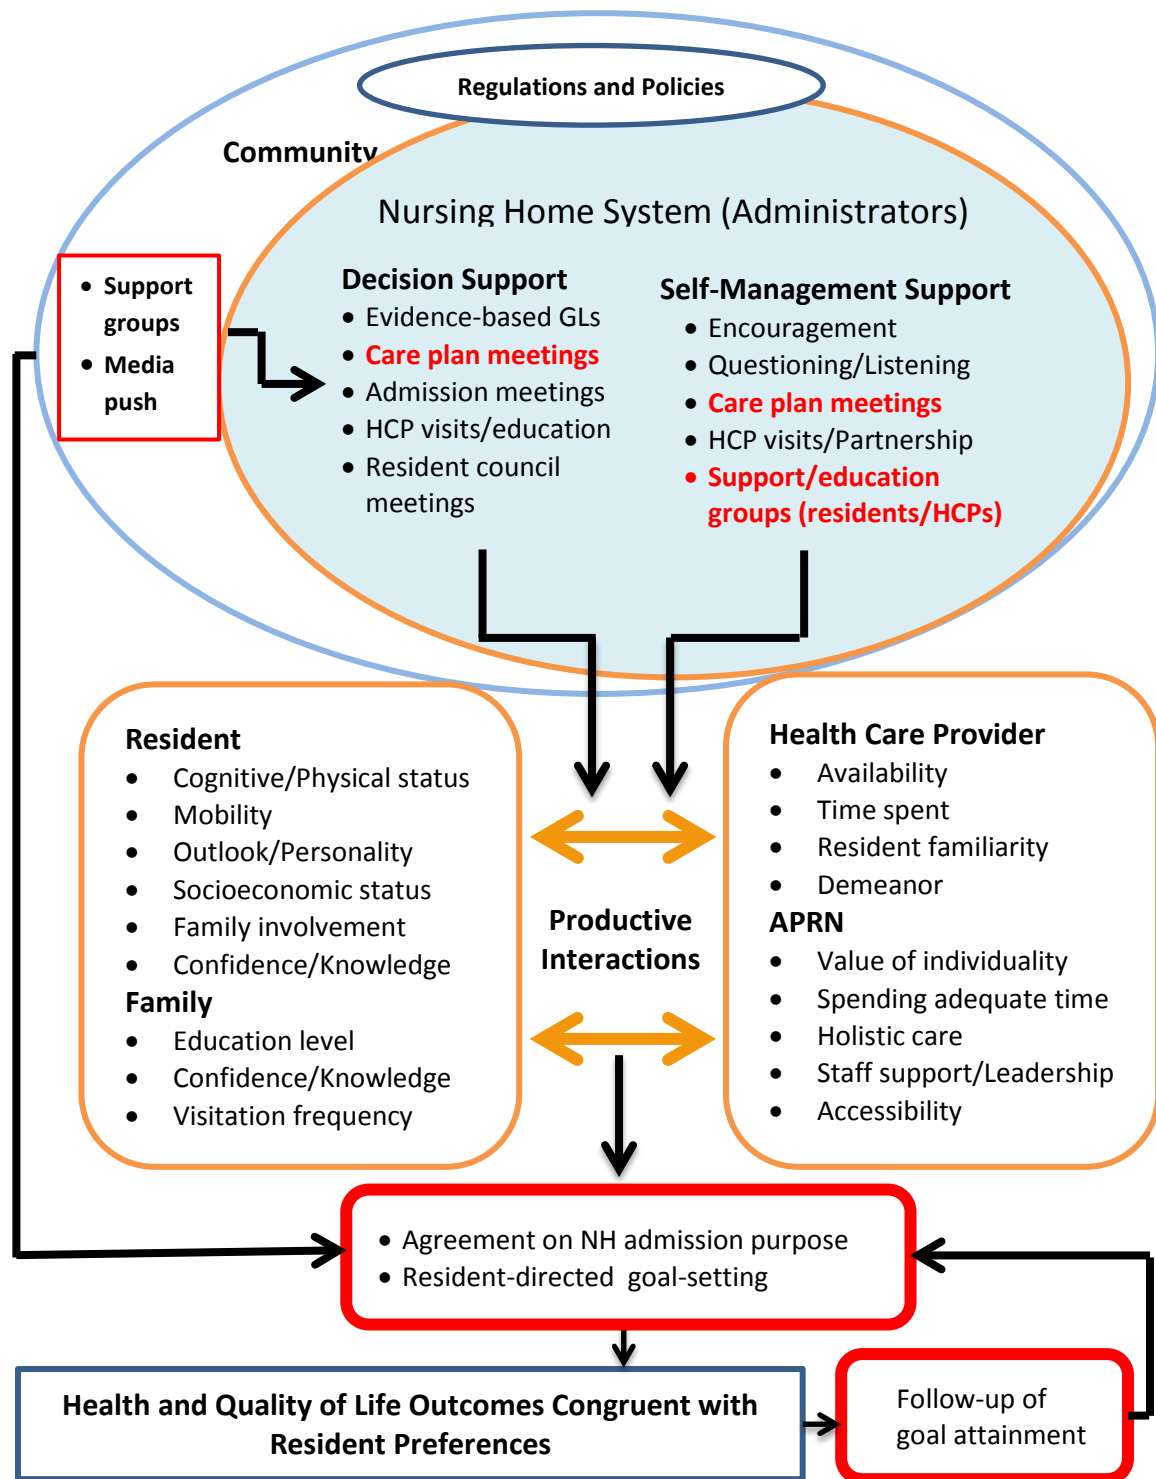 Regulations and Policies
Community
Nursing Home System (Administrators)
• Support
groups
• Media
push
Decision Support
• Evidence-based GLs
• Care plan meetings
• Admission meetings
• HCP visits/education
• Resident council
meetings
Self-Management Support
• Encouragement
• Questioning/Listening
• Care plan meetings
• HCP visits/Partnership
• Support/education
groups (residents/HCPs)
Resident
• Cognitive/Physical status
• Mobility
• Outlook/Personality
• Socioeconomic status
• Family involvement
• Confidence/Knowledge
Family
• Education level
• Confidence/Knowledge
• Visitation frequency
Productive
Interactions
Health Care Provider
• Availability
• Time spent
• Resident familiarity
• Demeanor
APRN
• Value of individuality
• Spending adequate time
• Holistic care
• Staff support/Leadership
• Accessibility
• Agreement on NH admission purpose
• Resident-directed goal-setting
Health and Quality of Life Outcomes Congruent with
Resident Preferences
Follow-up of
goal attainment